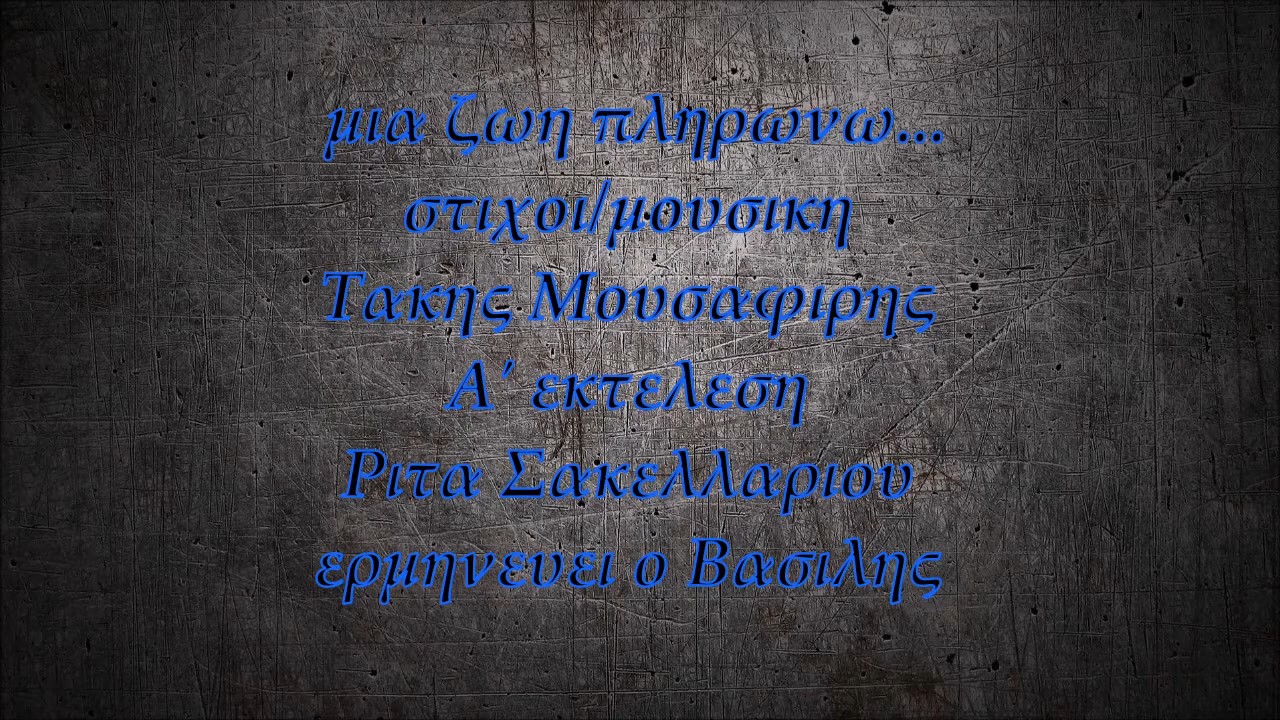 μια ζωη πληρωνω...
στιχοι/μουσικη
Τακης Μουσαφιρης
Α΄ εκτελεση
Ριτα Σακελλαριου
ερμηνευει ο Βασιλης